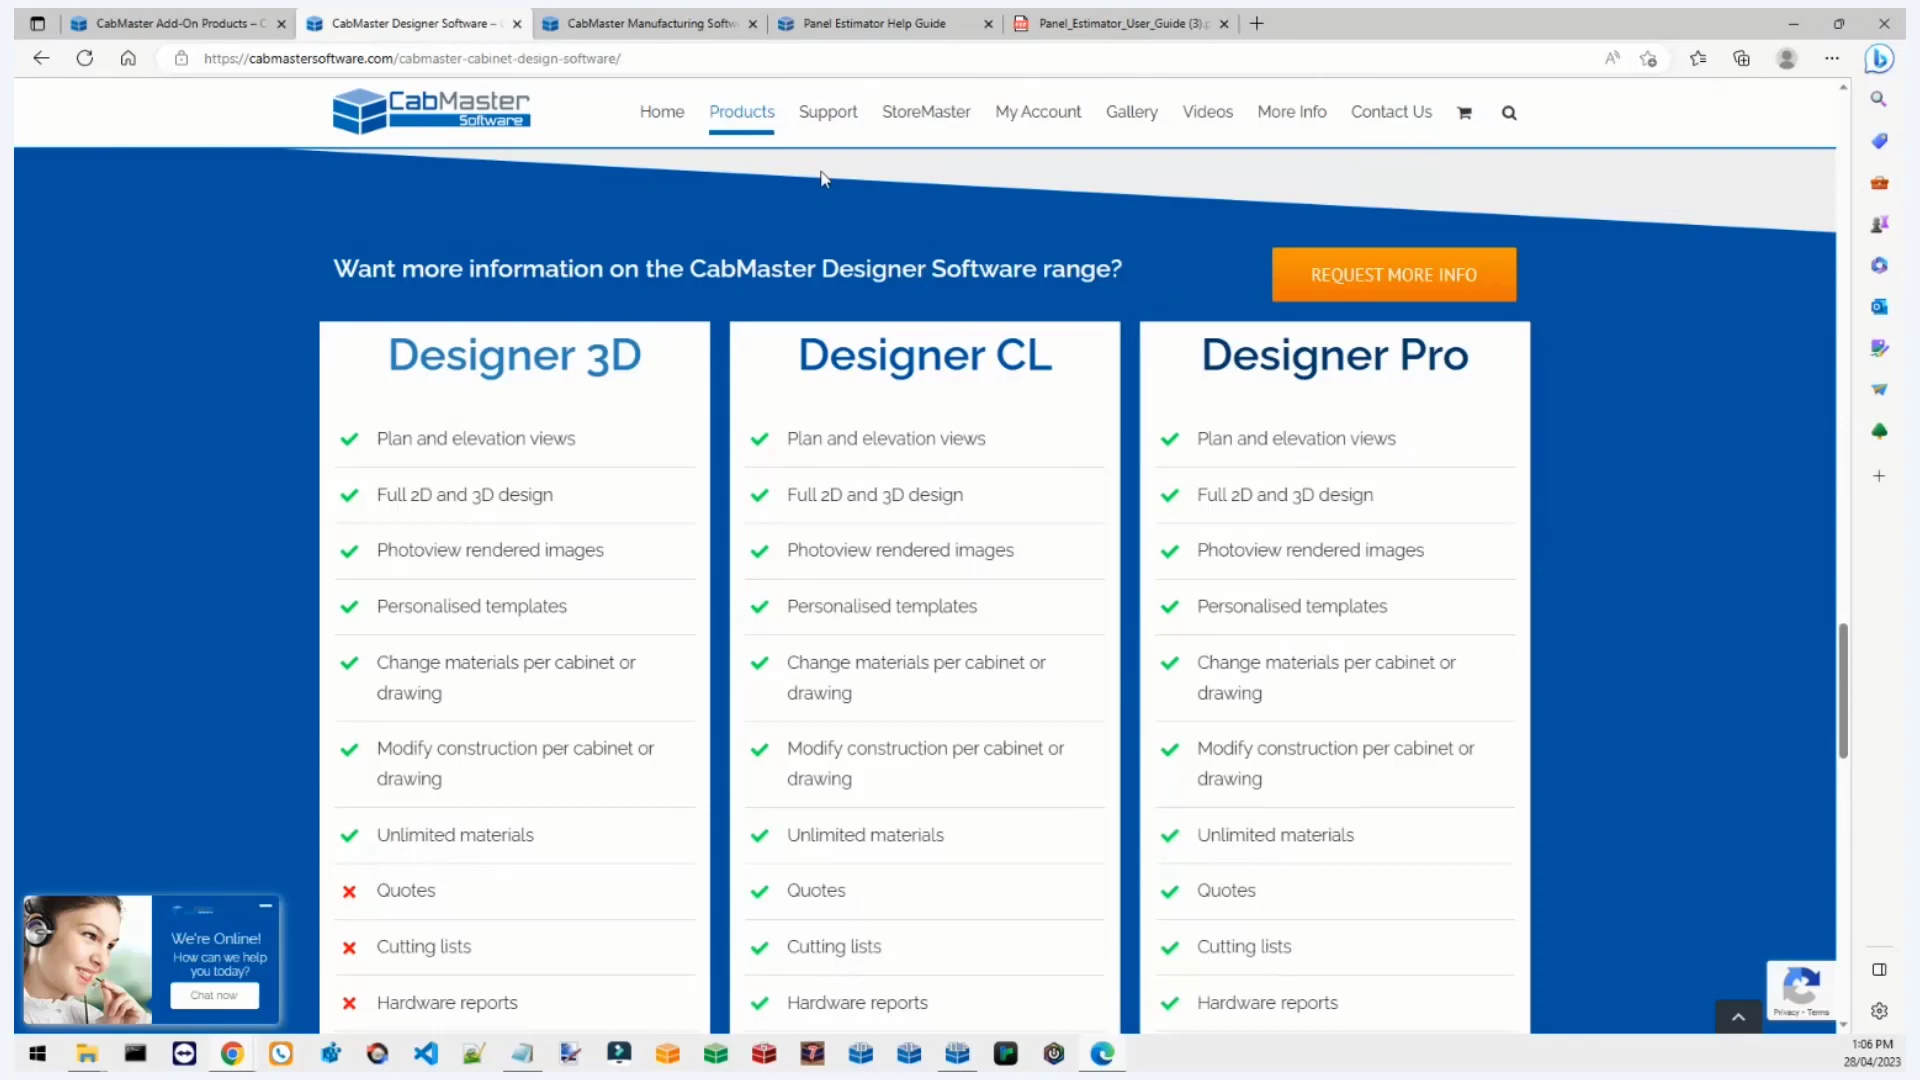 CabMaster Add-On Products – C
CabMaster Designer Software – C
CabMaster Manufacturing Softw
Panel Estimator Help Guide
Panel_Estimator_User_Guide (3).p
https://cabmastersoftware.com/cabmaster-cabinet-design-software/
CabMaster
Software
Home
Products
Support
StoreMaster
My Account
Gallery
Videos
More Info
Contact Us
Want more information on the CabMaster Designer Software range?
REQUEST MORE INFO
Designer 3D
Plan and elevation views
Full 2D and 3D design
Photoview rendered images
Personalised templates
Change materials per cabinet or
drawing
Modify construction per cabinet or
drawing
Unlimited materials
Quotes
Cutting lists
Hardware reports
Designer CL
Plan and elevation views
Full 2D and 3D design
Photoview rendered images
Personalised templates
Change materials per cabinet or
drawing
Modify construction per cabinet or
drawing
Unlimited materials
Quotes
Cutting lists
Hardware reports
Designer Pro
Plan and elevation views
Full 2D and 3D design
Photoview rendered images
Personalised templates
Change materials per cabinet or
drawing
Modify construction per cabinet or
drawing
Unlimited materials
Quotes
Cutting lists
Hardware reports
We're Online!
How can we help
you today?
Chat now
Privacy - Terms
1:06 PM
28/04/2023